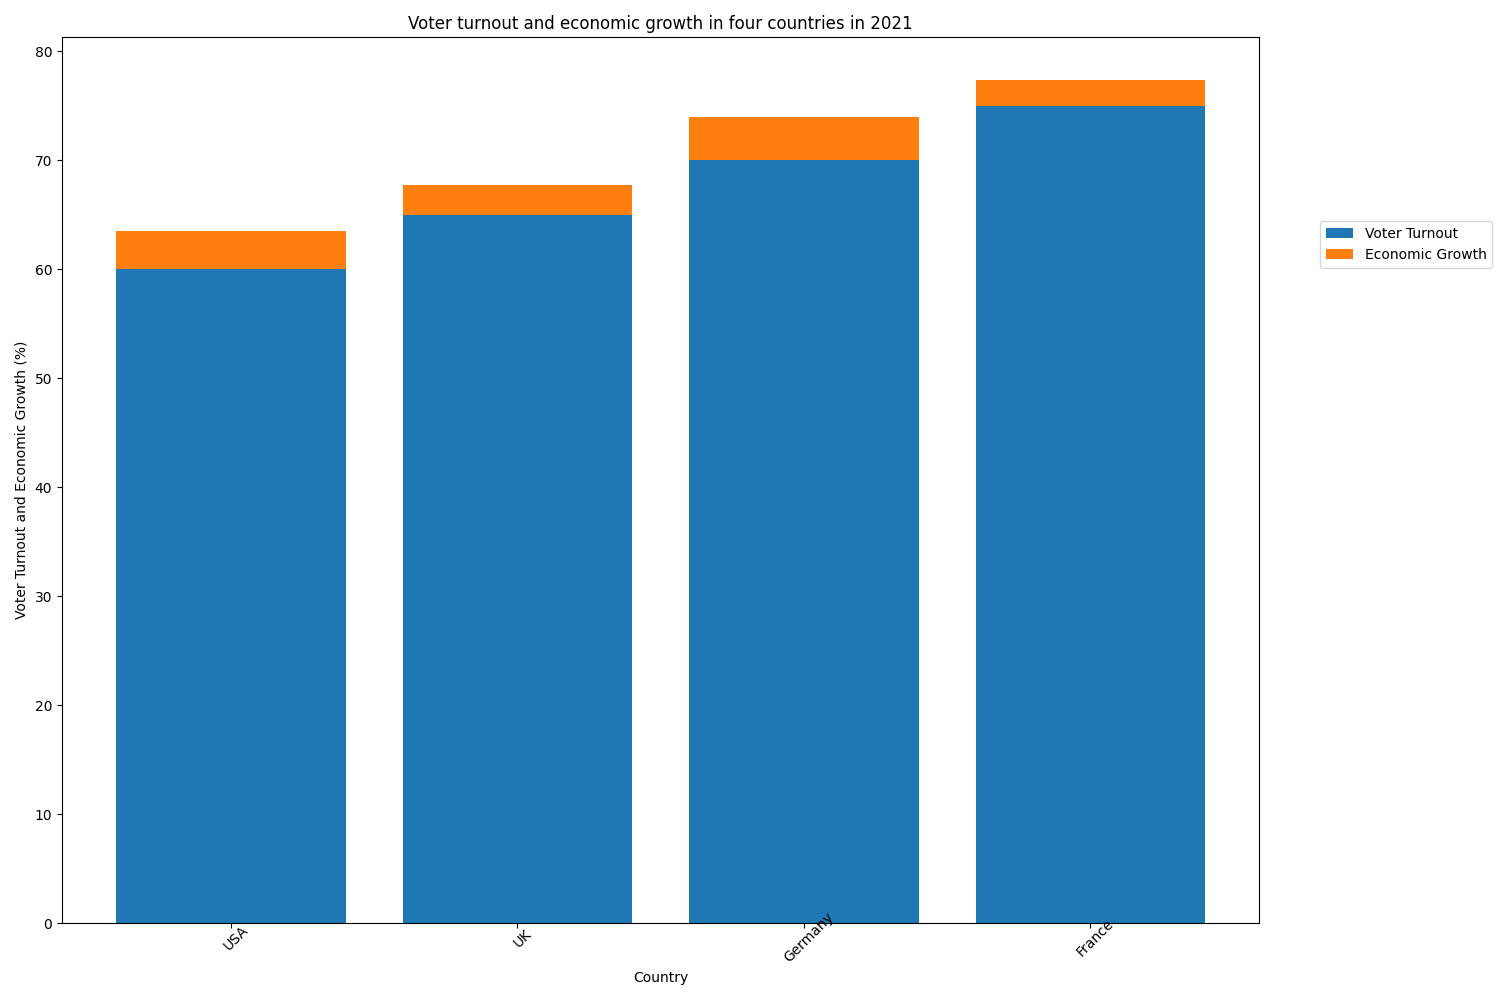 Voter turnout and economic growth in four countries in 2021
Voter Turnout and Economic Growth (%)
80
70
60
50
40
30
20
10
0
USA
UK
Germany
France
Country
Voter Turnout
Economic Growth